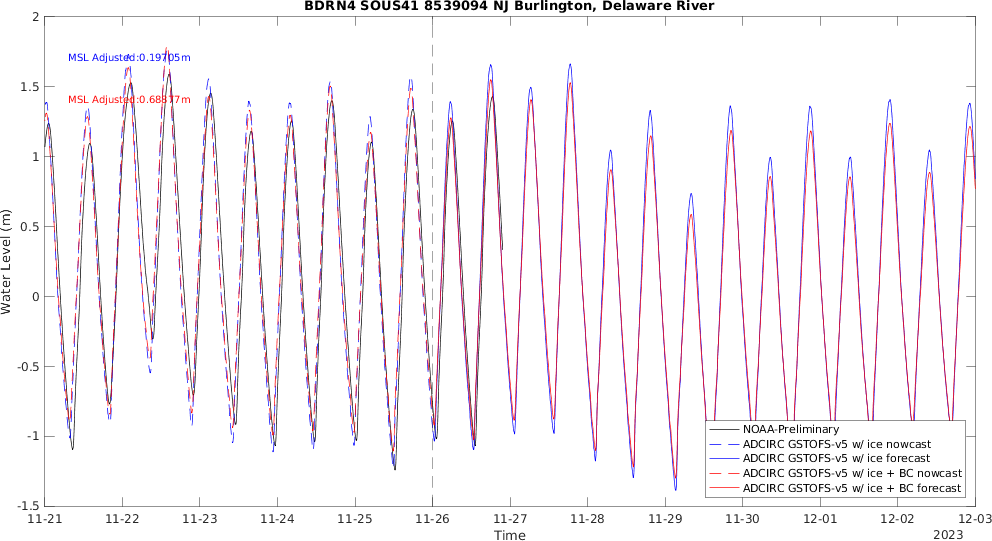 BDRN4 SOUS41 8539094 NJ Burlington, Delaware River
2
1.5
1
0.5
0
-0.5
-1
-1.5
Water Level (m)
MSL Adjusted:0.19705m
MSL Adjusted:0.68877m
NOAA-Preliminary
ADCIRC GSTOFS-v5 w/ ice nowcast
ADCIRC GSTOFS-v5 w/ ice forecast
ADCIRC GSTOFS-v5 w/ ice + BC nowcast
ADCIRC GSTOFS-v5 w/ ice + BC forecast
11-21 11-22 11-23 11-24 11-25 11-26 11-27 11-28 11-29 11-30 12-01 12-02 12-03
Time
2023